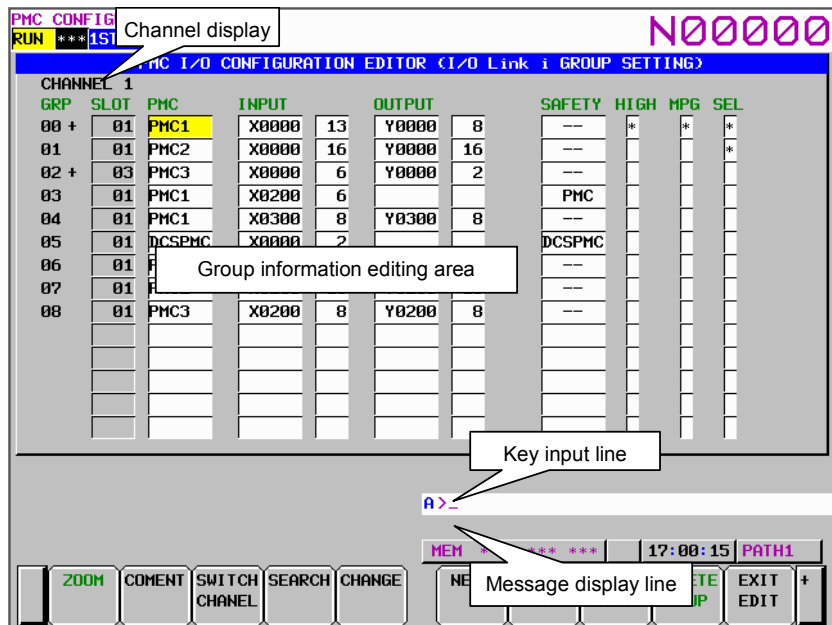 PMC CONFIG
N00000
RUN ***1ST
Channel display
PMC I/O CONFIGURATION EDITOR (I/O Link i GROUP SETTING)
CHANNEL 1
GRP SLOT PMC INPUT OUTPUT SAFETY HIGH MPG SEL
00 + 01 PMC1 X0000 13 Y0000 8 -- * * *
01 01 PMC2 X0000 16 Y0000 16 -- *
02 + 03 PMC3 X0000 6 Y0000 2 --
03 01 PMC1 X0200 6 PMC
04 01 PMC1 X0300 8 Y0300 8 --
05 01 DCSPMC X0000 2 DCSPMC
06 01 --
Group information editing area
07 01 --
08 01 PMC3 X0200 8 Y0200 8 --
Key input line
A>_
MEM * *** *** 17:00:15 PATH1
Message display line
ZOOM COMENT SWITCH CHANEL SEARCH CHANGE EXIT EDIT +